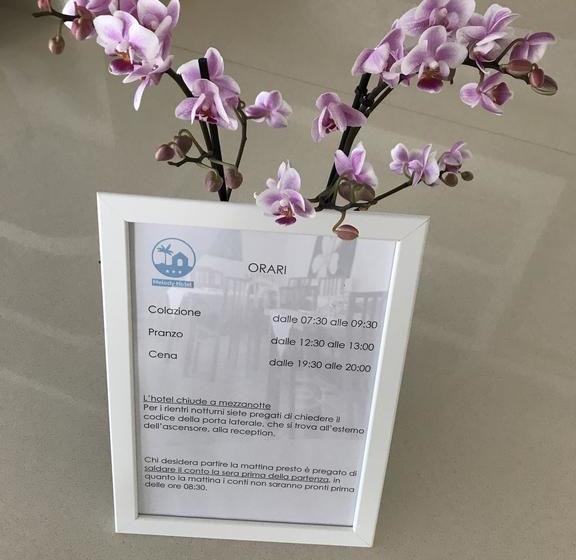 Melody Hotel
ORARI
Colazione dalle 07:30 alle 09:30
Pranzo dalle 12:30 alle 13:00
Cena dalle 19:30 alle 20:00
L'hotel chiude a mezzanotte
Per i rientri notturni siete pregati di chiedere il
codice della porta laterale, che si trova all'esterno
dell'ascensore, alla reception.
Chi desidera partire la mattina presto è pregato di
saldare il conto la sera prima della partenza, in
quanto la mattina i conti non saranno pronti prima
delle ore 08:30.